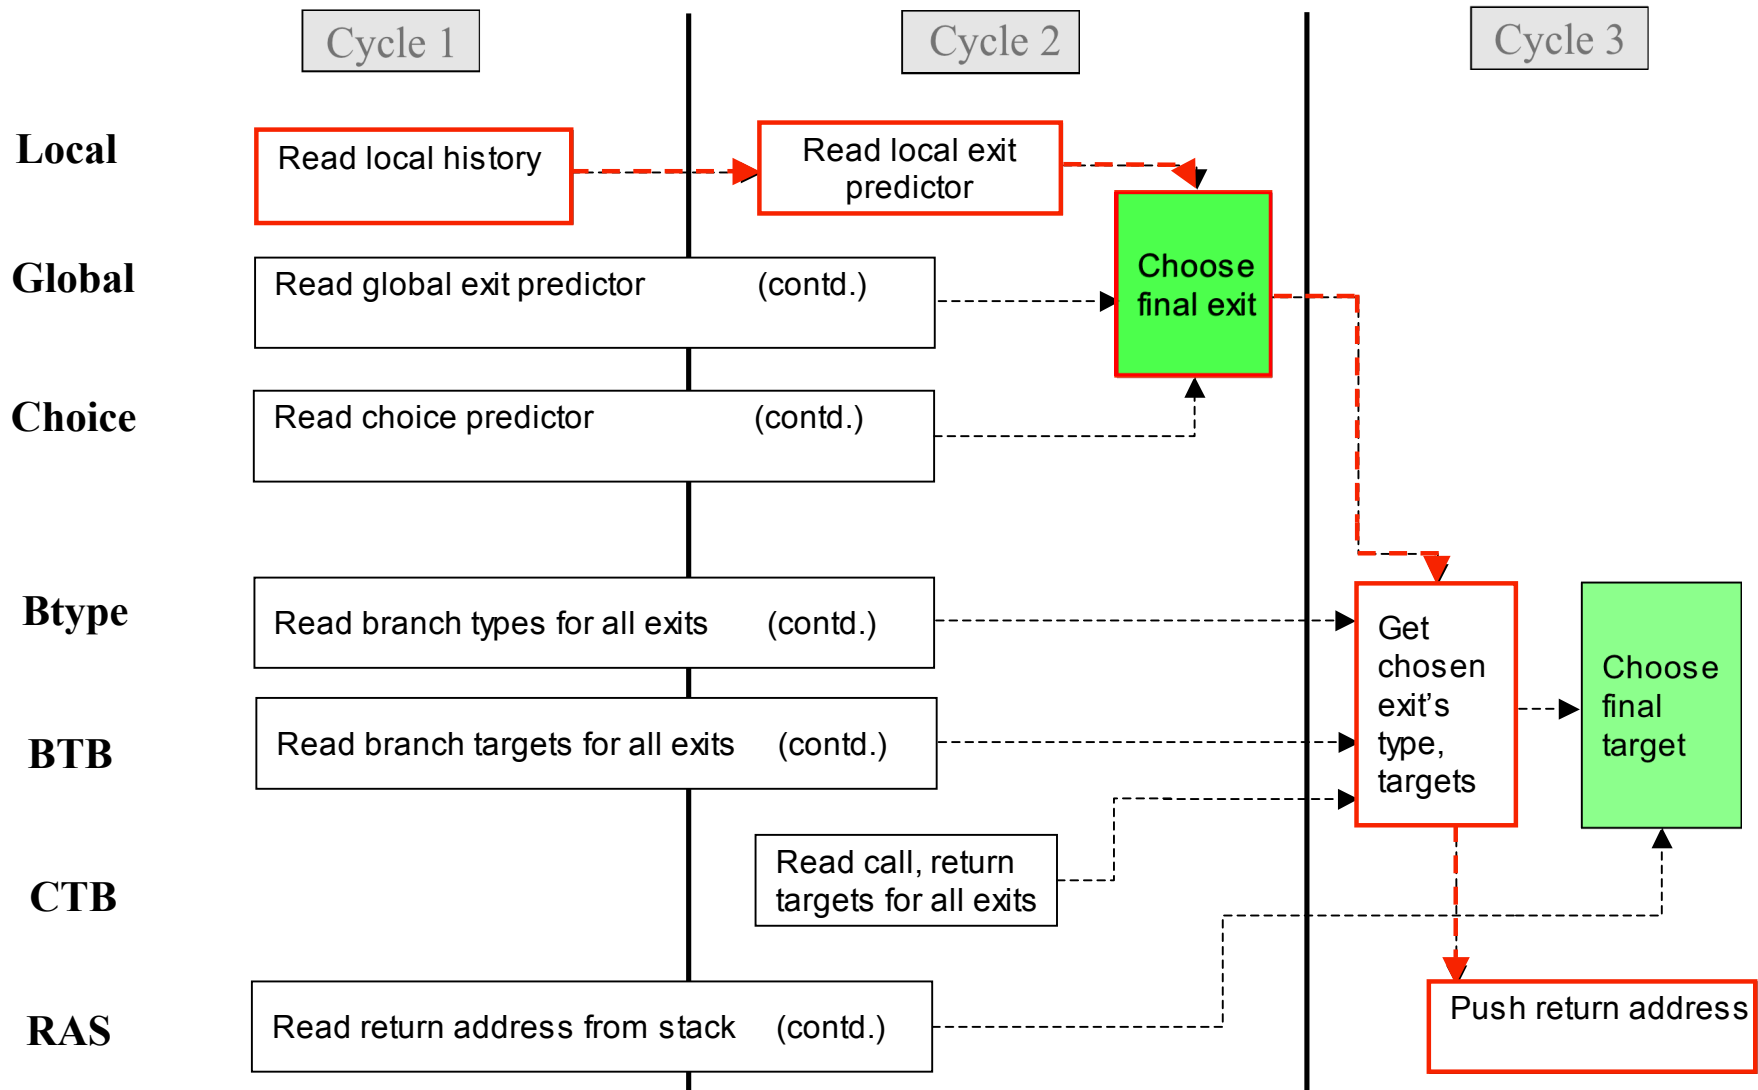 Cycle 1
Cycle 2
Cycle 3
Local
Read local history
Read local exit
predictor
Global
Read global exit predictor (contd.)
Choose
final exit
Choice
Read choice predictor (contd.)
Btype
Read branch types for all exits (contd.)
Get
chosen
exit’s
type,
targets
Choose
final
target
BTB
Read branch targets for all exits (contd.)
CTB
Read call, return
targets for all exits
RAS
Read return address from stack (contd.)
Push return address